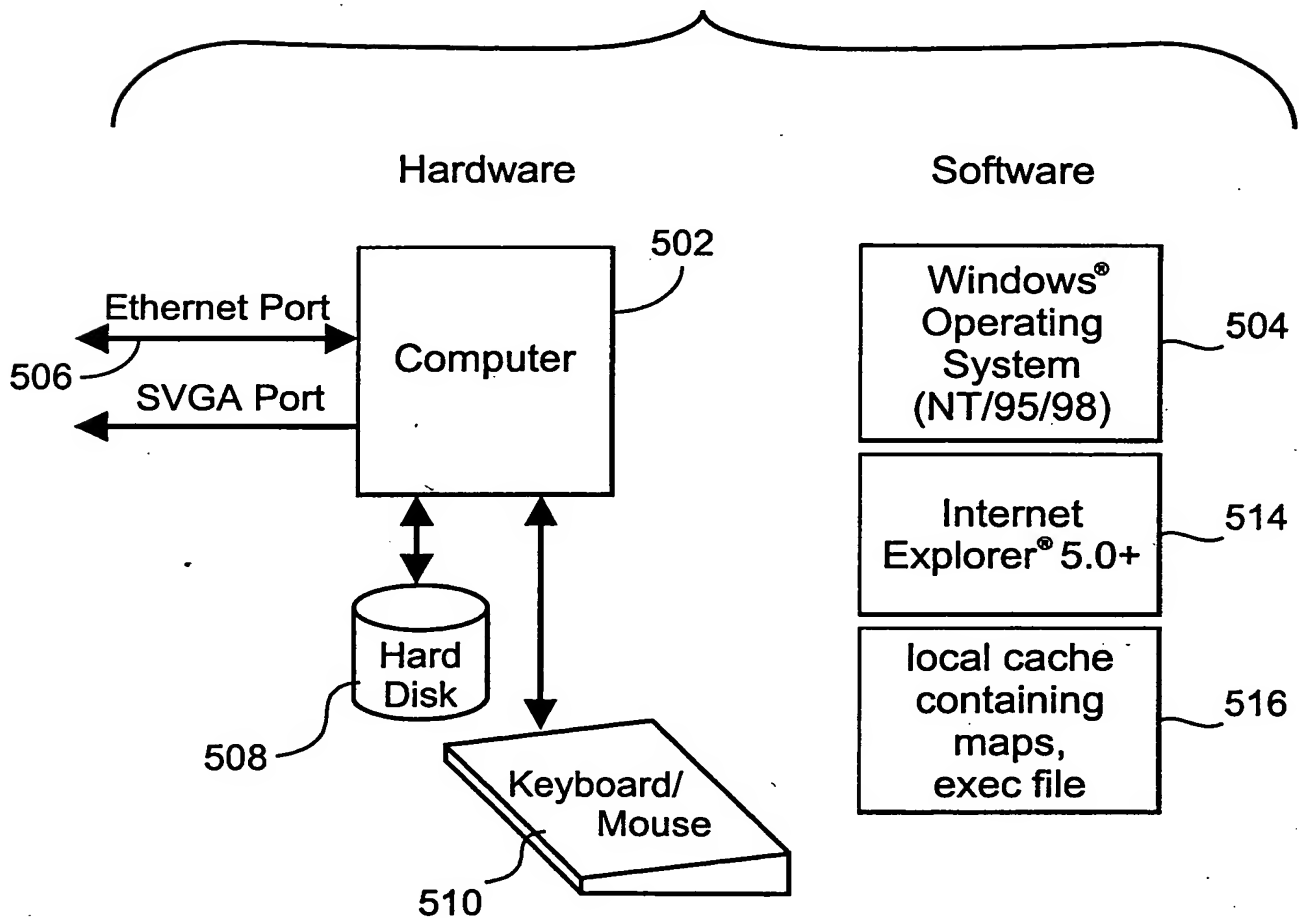 Hardware
Software
502
Ethernet Port
506
SVGA Port
Computer
Windows®
Operating
System
(NT/95/98)
504
Internet
Explorer® 5.0+
514
Hard
Disk
508
local cache
containing
maps,
exec file
516
Keyboard/
Mouse
510